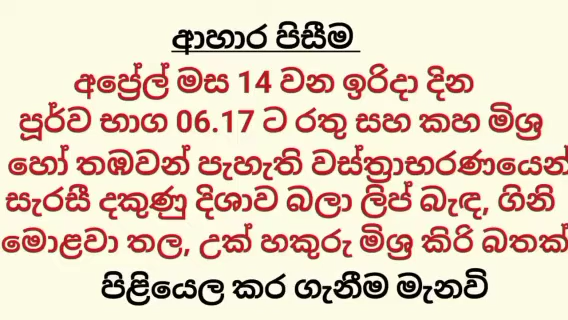 ආහාර පිසීම
අප්‍රේල් මස 14 වන ඉරිදා දින
පූර්ව භාග 06.17 ට රතු සහ කහ මිශ්‍ර
හෝ තඹවන් පැහැති වස්ත්‍රාභරණයෙන්
සැරසී දකුණු දිශාව බලා ලිප් බැඳ, ගිනි
මොළවා තල, උක් හකුරු මිශ්‍ර කිරි බතක්
පිළියෙල කර ගැනීම මැනවි